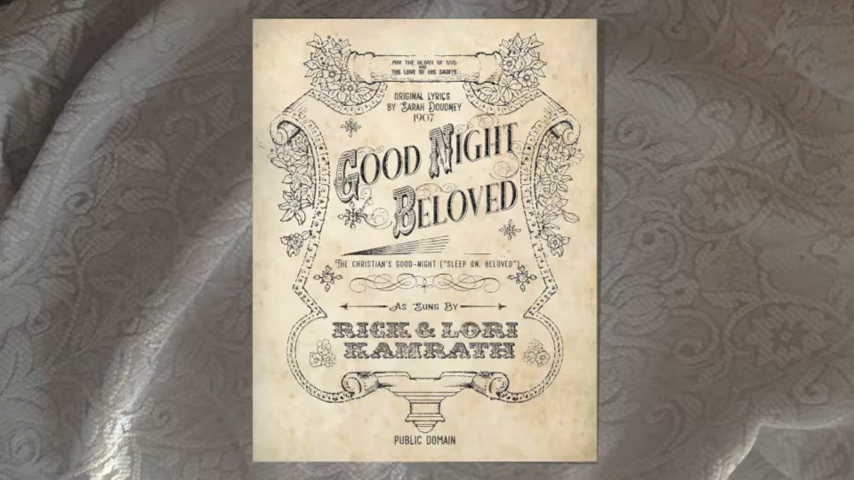 FOR THE GLORY OF GOD
AND
THE LOVE OF HIS SAINTS
ORIGINAL LYRICS
BY SARAH DOUDNEY
1907
GOOD NIGHT
BELOVED
THE CHRISTIAN'S GOOD-NIGHT ("SLEEP ON, BELOVED")
AS SUNG BY
RICK & LORI
KAMRATH
PUBLIC DOMAIN